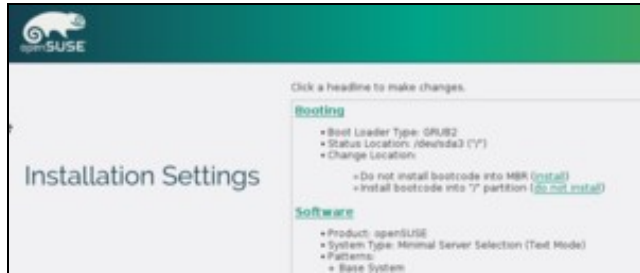 openSUSE
Click a headline to make changes.
Booting
Boot Loader Type: GRUB2
Status Location: /dev/sda3 ("/")
Change Location:
Do not install bootcode into MBR (install)
Install bootcode into "/" partition (do not install)
Installation Settings
Software
Product: openSUSE
System Type: Minimal Server Selection (Text Mode)
Patterns:
Base System